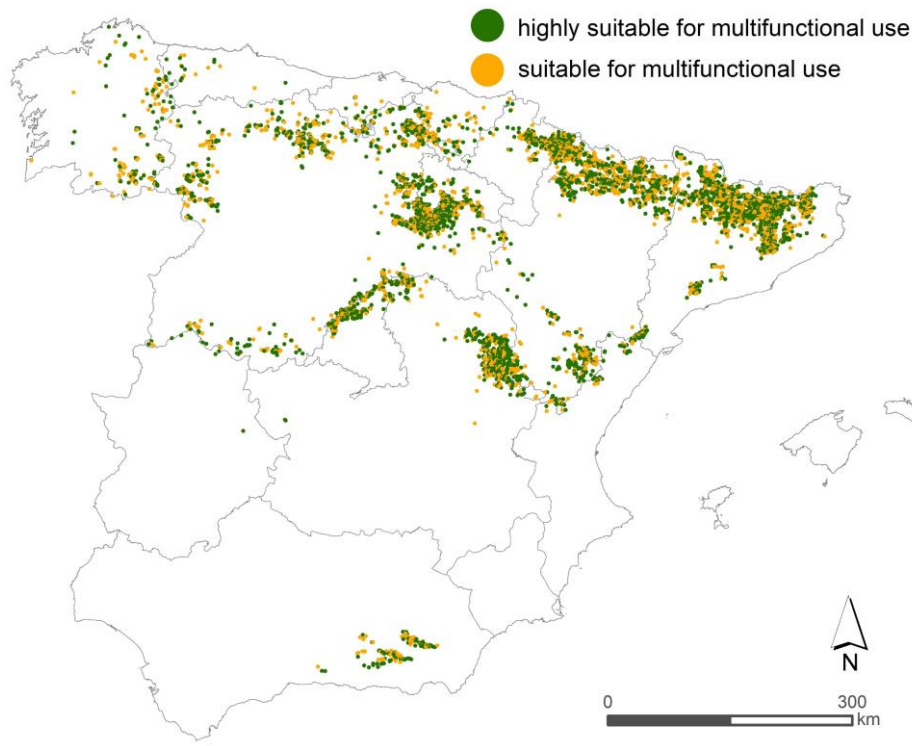 highly suitable for multifunctional use
suitable for multifunctional use
N
0 300
km